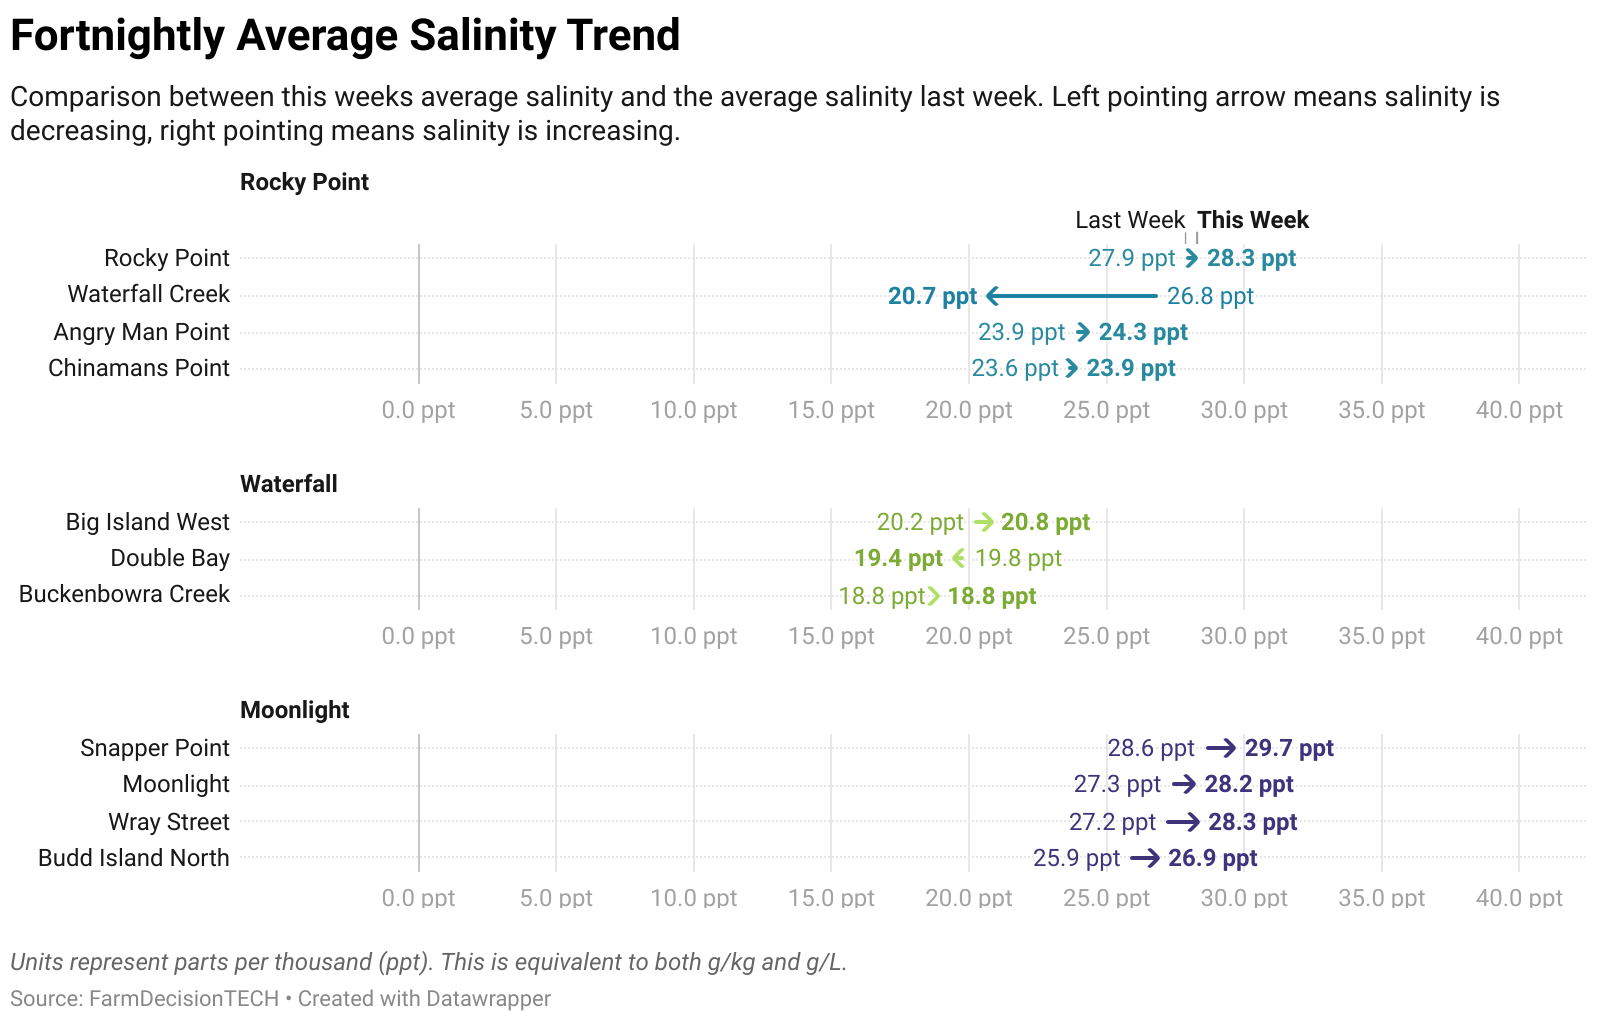 Fortnightly Average Salinity Trend
Comparison between this weeks average salinity and the average salinity last week. Left pointing arrow means salinity is
decreasing, right pointing means salinity is increasing.
Rocky Point
Last Week This Week
Rocky Point 27.9 ppt 28.3 ppt
Waterfall Creek 20.7 ppt 26.8 ppt
Angry Man Point 23.9 ppt 24.3 ppt
Chinamans Point 23.6 ppt 23.9 ppt
0.0 ppt 5.0 ppt 10.0 ppt 15.0 ppt 20.0 ppt 25.0 ppt 30.0 ppt 35.0 ppt 40.0 ppt
Waterfall
Big Island West 20.2 ppt 20.8 ppt
Double Bay 19.4 ppt 19.8 ppt
Buckenbowra Creek 18.8 ppt 18.8 ppt
0.0 ppt 5.0 ppt 10.0 ppt 15.0 ppt 20.0 ppt 25.0 ppt 30.0 ppt 35.0 ppt 40.0 ppt
Moonlight
Snapper Point 28.6 ppt 29.7 ppt
Moonlight 27.3 ppt 28.2 ppt
Wray Street 27.2 ppt 28.3 ppt
Budd Island North 25.9 ppt 26.9 ppt
0.0 ppt 5.0 ppt 10.0 ppt 15.0 ppt 20.0 ppt 25.0 ppt 30.0 ppt 35.0 ppt 40.0 ppt
Units represent parts per thousand (ppt). This is equivalent to both g/kg and g/L.
Source: FarmDecisionTECH • Created with Datawrapper